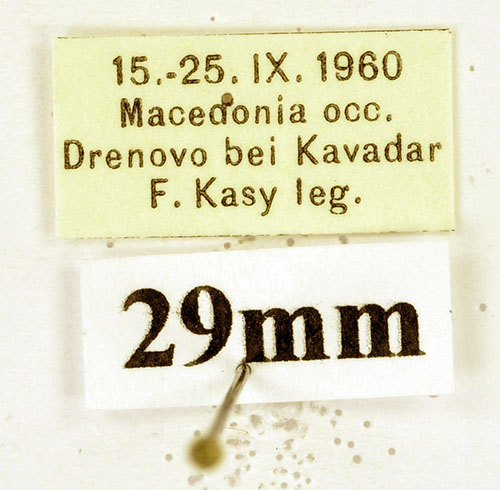 15.-25. IX. 1960
Macedonia occ.
Drenovo bei Kavadar
F. Kasy leg.
29mm